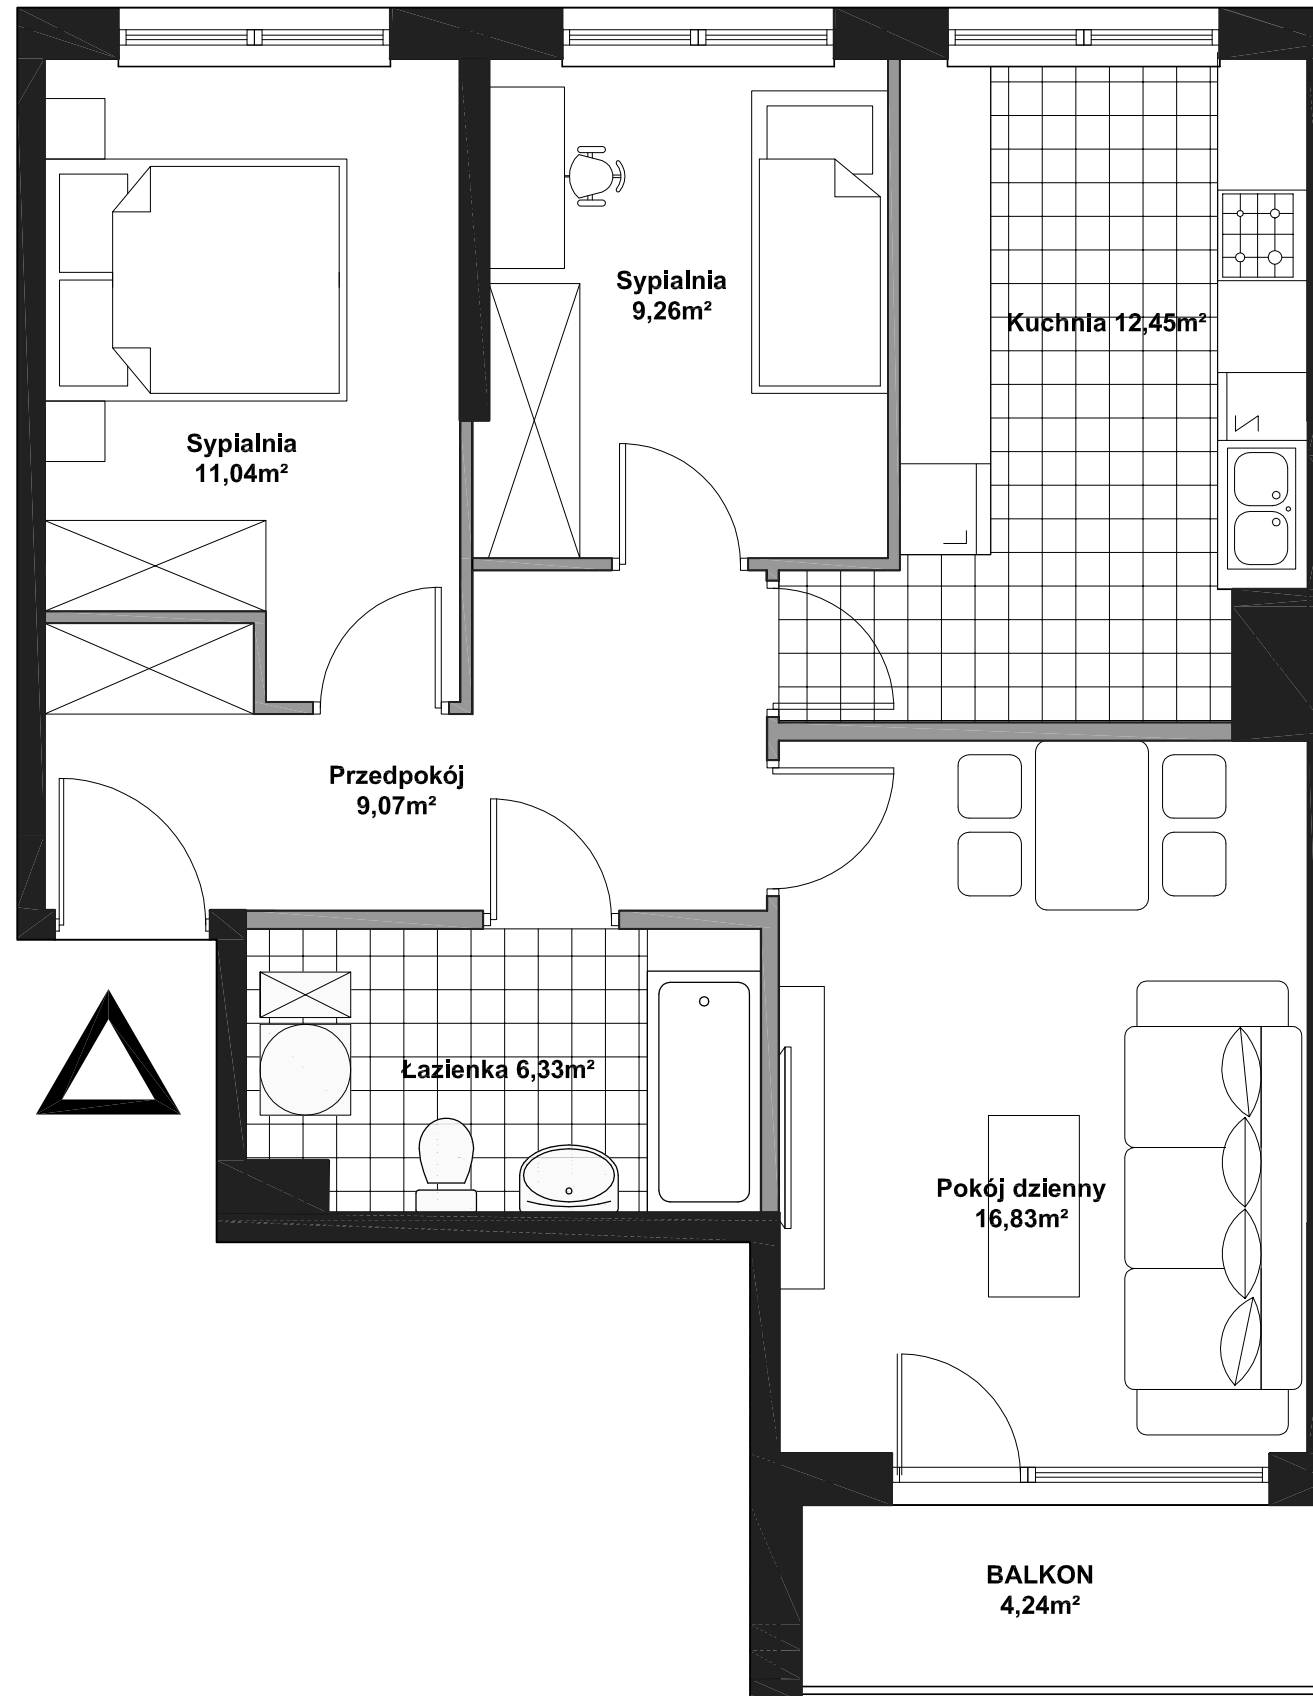 Sypialnia
9,26m²
Kuchnia 12,45m²
Sypialnia
11,04m²
Przedpokój
9,07m²
Łazienka 6,33m²
Pokój dzienny
16,83m²
BALKON
4,24m²